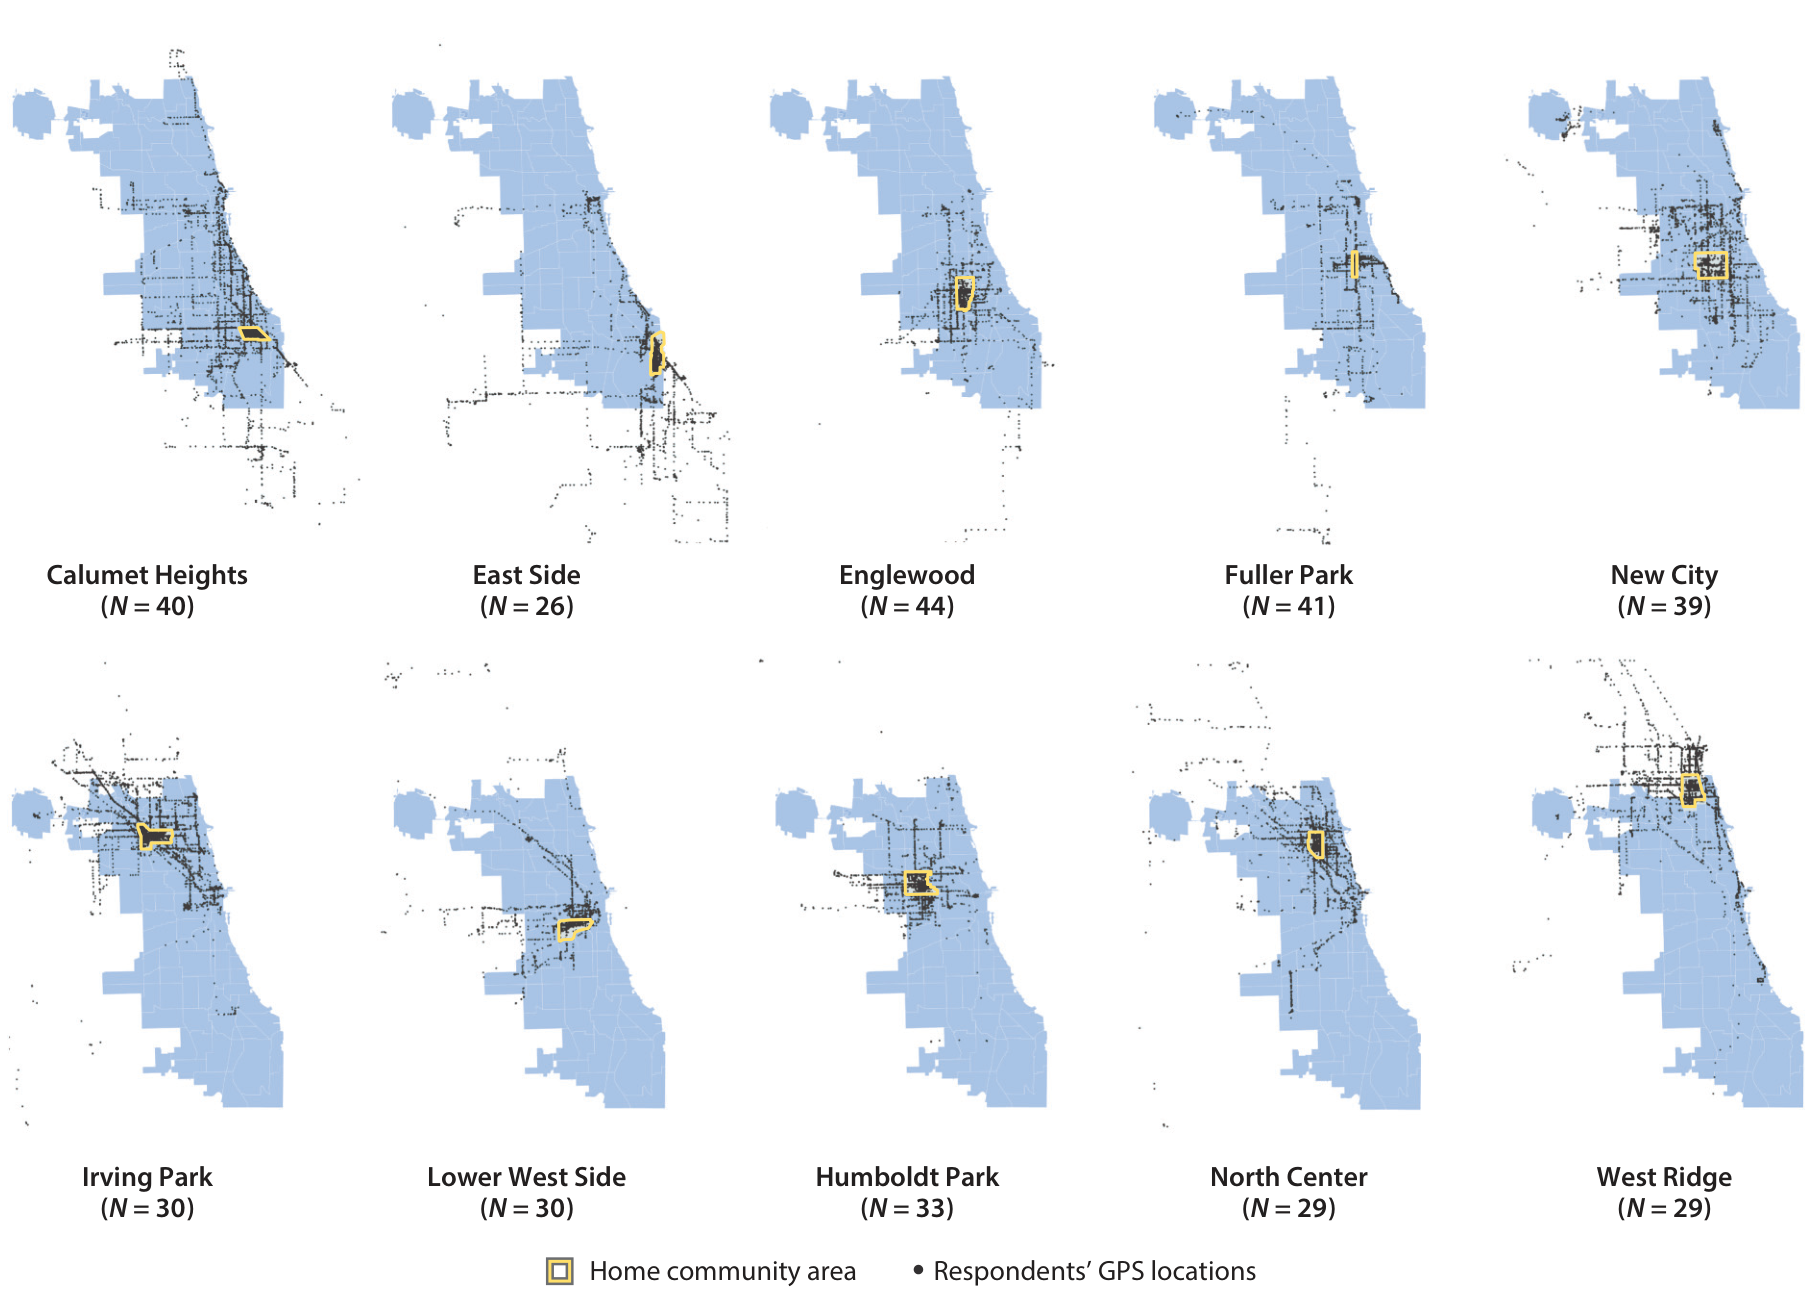 Calumet Heights
(N = 40)
East Side
(N = 26)
Englewood
(N = 44)
Fuller Park
(N = 41)
New City
(N = 39)
Irving Park
(N = 30)
Lower West Side
(N = 30)
Humboldt Park
(N = 33)
North Center
(N = 29)
West Ridge
(N = 29)
Home community area
Respondents’ GPS locations